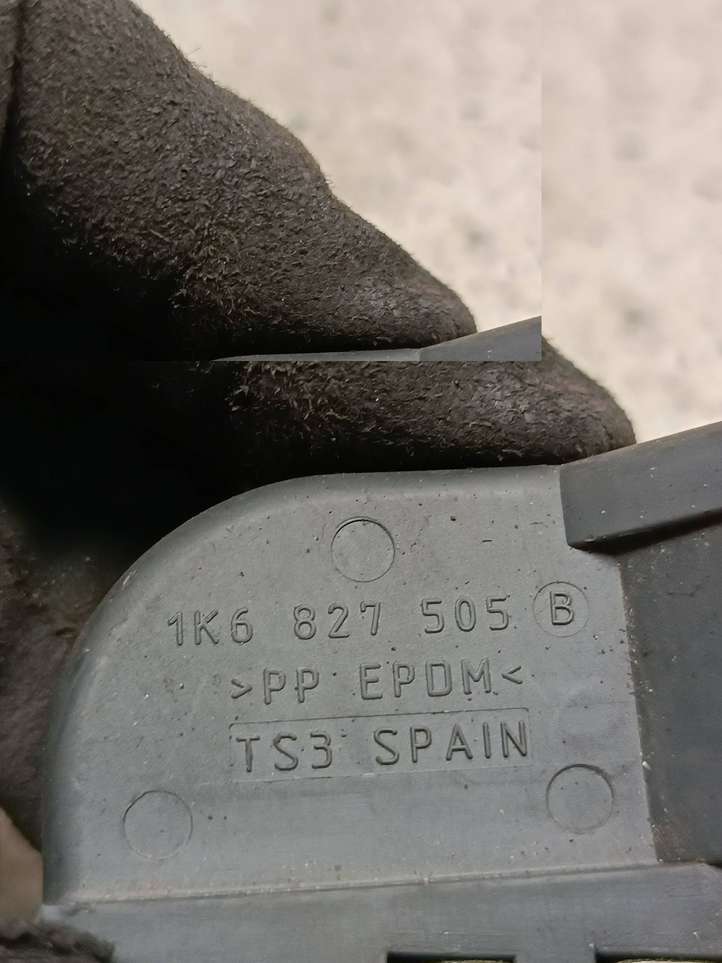 1K6 827 505 B
>PP EPDM<
TS3 SPAIN